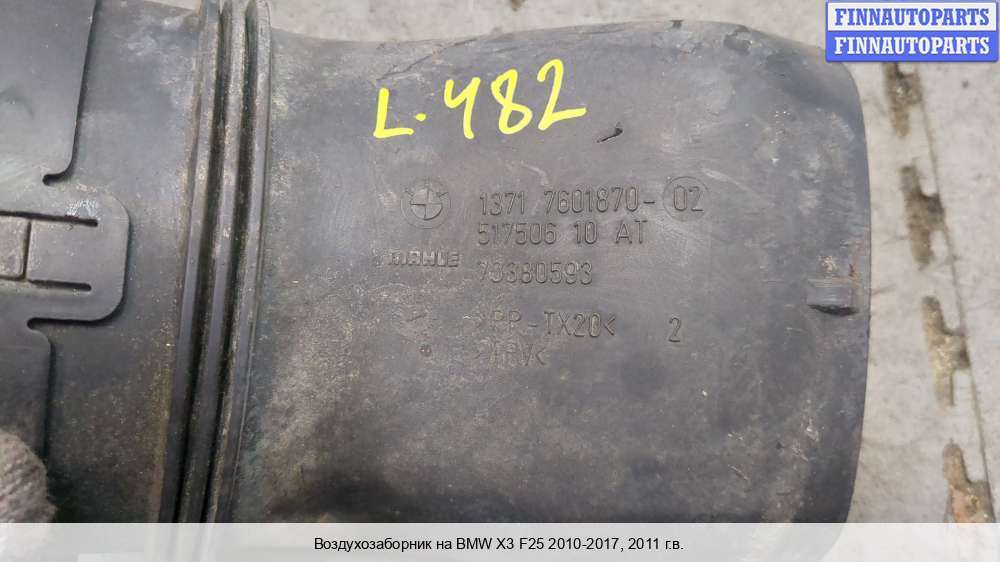 FINNAUTOPARTS
FINNAUTOPARTS
L.482
1371 7601870-02
517506 10 AT
MAHLE 70380593
>PP-TX20< 2
Воздухозаборник на BMW X3 F25 2010-2017, 2011 г.в.